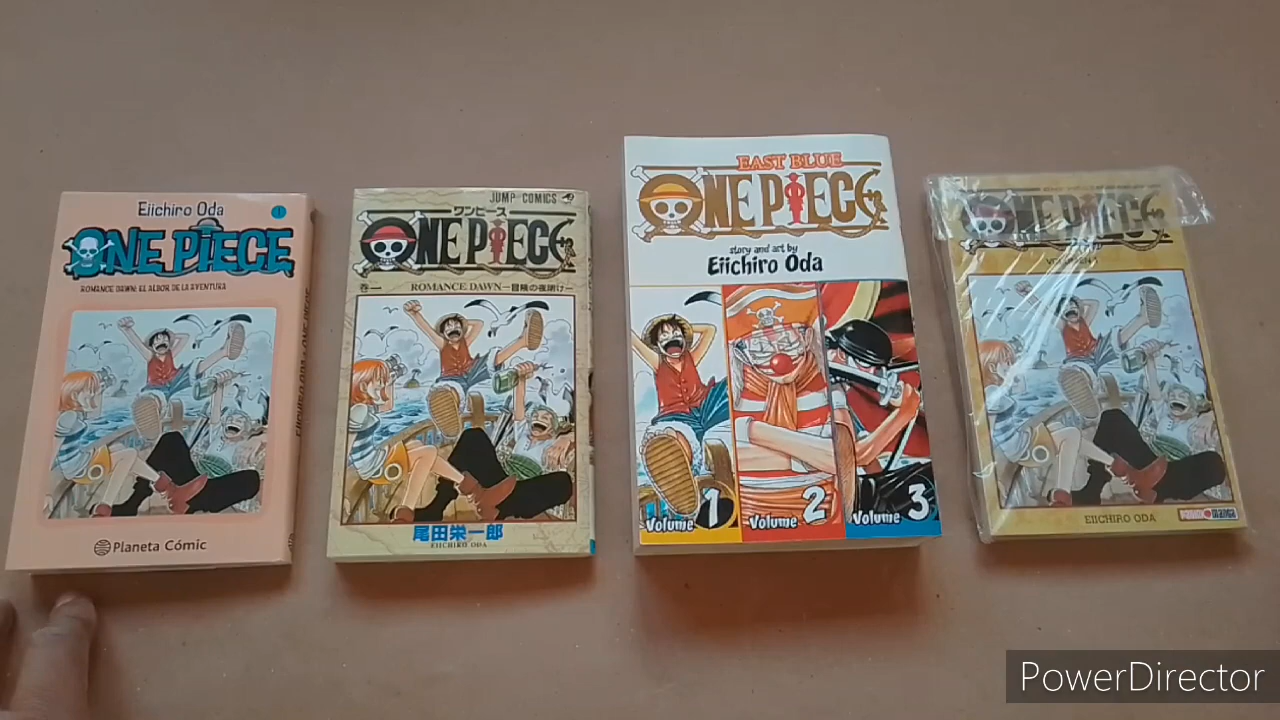 Eiichiro Oda
1
ONE PIECE
ROMANCE DAWN: EL ALBOR DE LA AVENTURA
Planeta Cómic
JUMP COMICS
ワンピース
ONE PIECE
巻一 ROMANCE DAWN—冒険の夜明け—
尾田栄一郎
EIICHIRO ODA
EAST BLUE
ONE PIECE
story and art by
Eiichiro Oda
Volume 1
Volume 2
Volume 3
ONE PIECE
EIICHIRO ODA
PANINI manga
PowerDirector